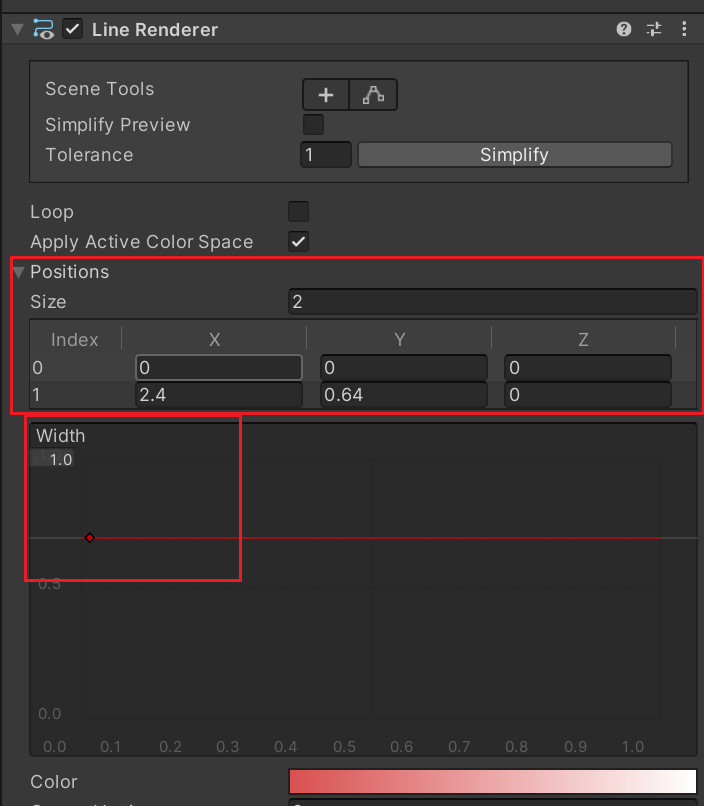 Line Renderer
Scene Tools
Simplify Preview
Tolerance 1 Simplify
Loop
Apply Active Color Space
Positions
Size 2
Index X Y Z
0 0 0 0
1 2.4 0.64 0
Width
1.0
0.5
0.0
0.0 0.1 0.2 0.3 0.4 0.5 0.6 0.7 0.8 0.9 1.0
Color